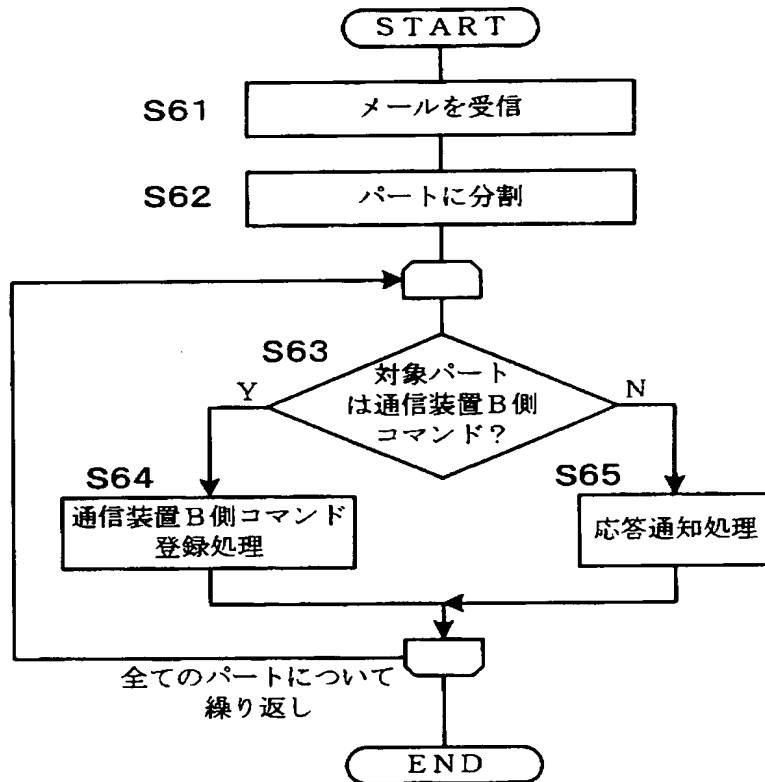 START
S61
メールを受信
S62
パートに分割
S63
対象パート
は通信装置B側
コマンド?
Y
N
S64
通信装置B側コマンド
登録処理
S65
応答通知処理
全てのパートについて
繰り返し
END